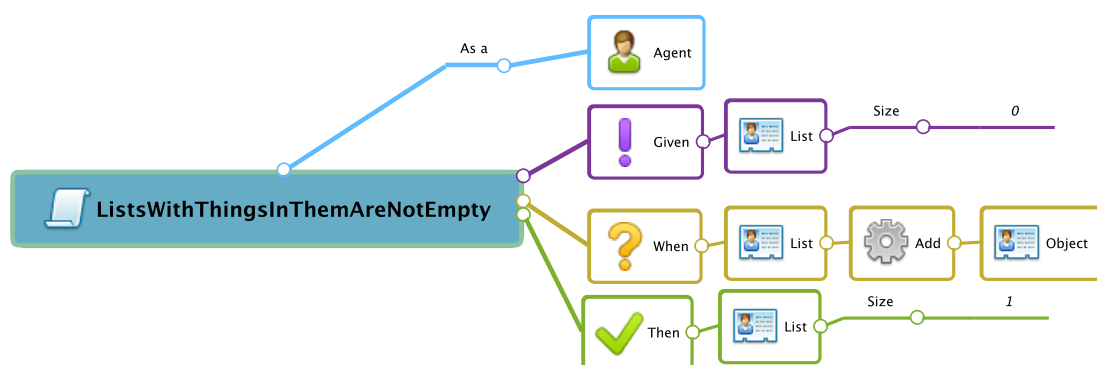 As a
Agent
Given
List
Size
0
ListsWithThingsInThemAreNotEmpty
When
List
Add
Object
Then
List
Size
1